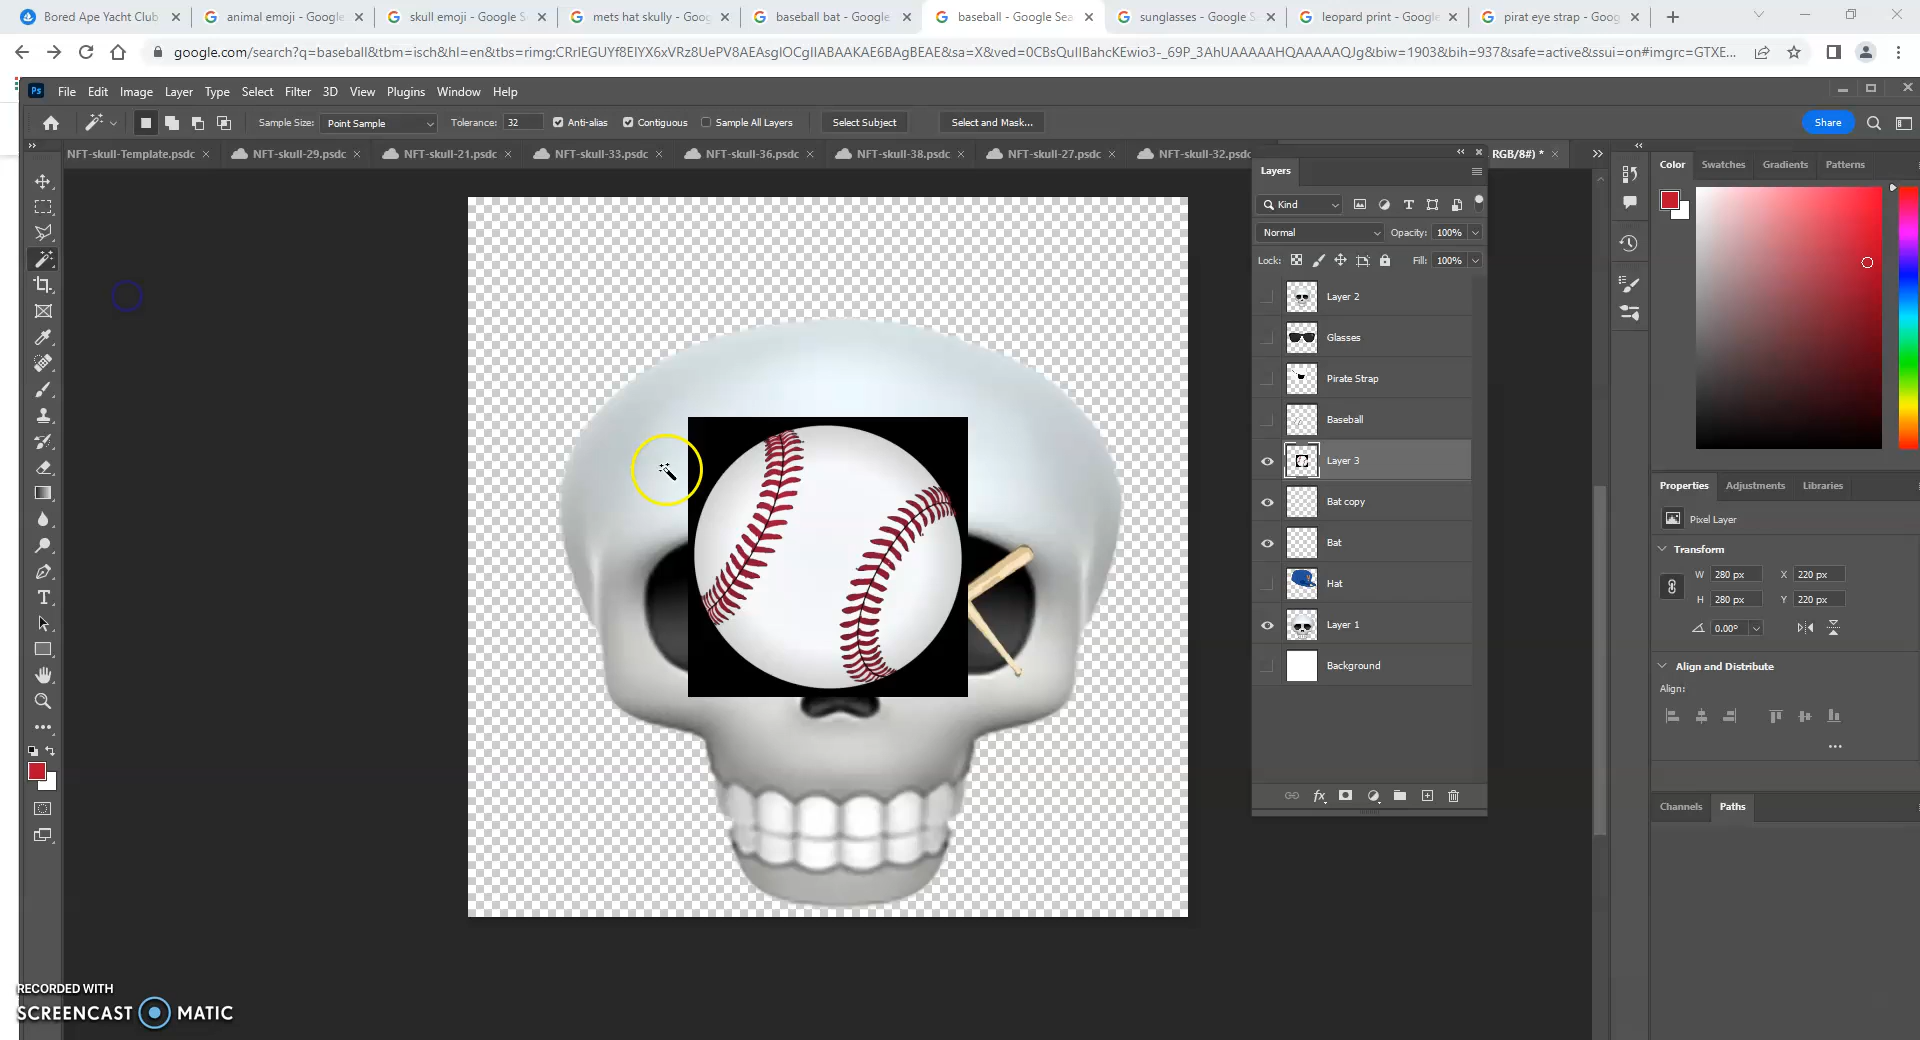 Bored Ape Yacht Club
animal emoji - Google
skull emoji - Google S
mets hat skully - Goog
baseball bat - Google
baseball - Google Sea
sunglasses - Google S
leopard print - Google
pirat eye strap - Goog
google.com/search?q=baseball&tbm=isch&hl=en&tbs=rimg:CRrIEGUYf8EIYX6xVRz8UePV8AEAsgIOCgIIABAAKAE6BAgBEAE&sa=X&ved=0CBsQuIIBahcKEwio3-_69P_3AhUAAAAAHQAAAAAQJg&biw=1903&bih=937&safe=active&ssui=on#imgrc=GTXE...
Ps File Edit Image Layer Type Select Filter 3D View Plugins Window Help
Sample Size: Point Sample Tolerance: 32 Anti-alias Contiguous Sample All Layers Select Subject Select and Mask... Share
NFT-skull-Template.psdc
NFT-skull-29.psdc
NFT-skull-21.psdc
NFT-skull-33.psdc
NFT-skull-36.psdc
NFT-skull-38.psdc
NFT-skull-27.psdc
NFT-skull-32.psdc
RGB/8#) *
Layers
Kind
Normal Opacity: 100%
Lock: Fill: 100%
Layer 2
Glasses
Pirate Strap
Baseball
Layer 3
Bat copy
Bat
Hat
Layer 1
Background
fx
Color Swatches Gradients Patterns
Properties Adjustments Libraries
Pixel Layer
Transform
W 280 px X 220 px
H 280 px Y 220 px
0.00°
Align and Distribute
Align:
Channels Paths
RECORDED WITH
SCREENCAST MATIC